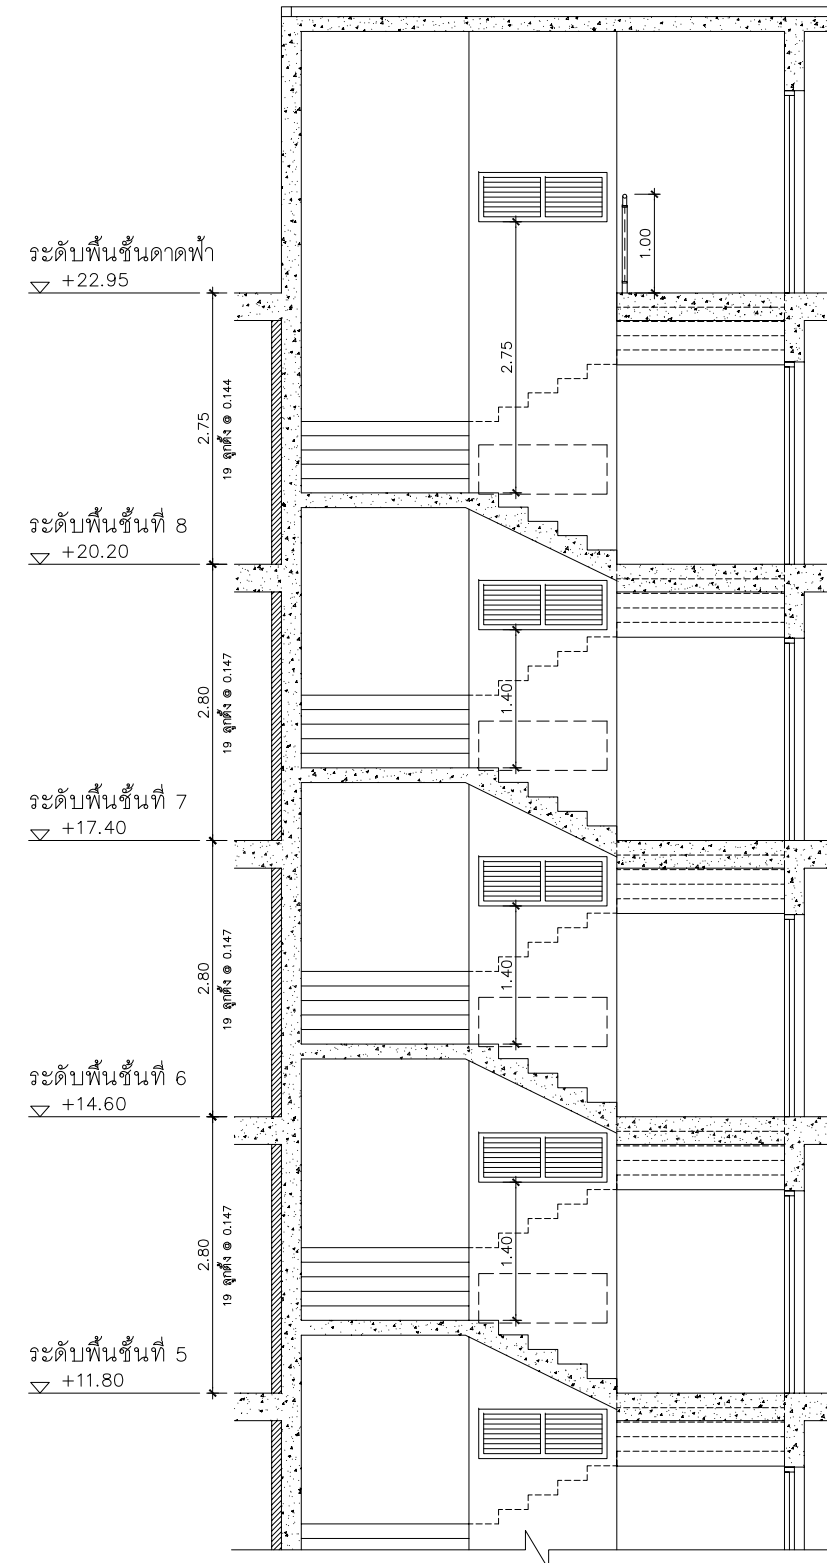 ระดับพื้นชั้นดาดฟ้า
+22.95
1.00
2.75
2.75
19 ลูกตั้ง @ 0.144
ระดับพื้นชั้นที่ 8
+20.20
2.80
19 ลูกตั้ง @ 0.147
1.40
ระดับพื้นชั้นที่ 7
+17.40
2.80
19 ลูกตั้ง @ 0.147
1.40
ระดับพื้นชั้นที่ 6
+14.60
2.80
19 ลูกตั้ง @ 0.147
1.40
ระดับพื้นชั้นที่ 5
+11.80